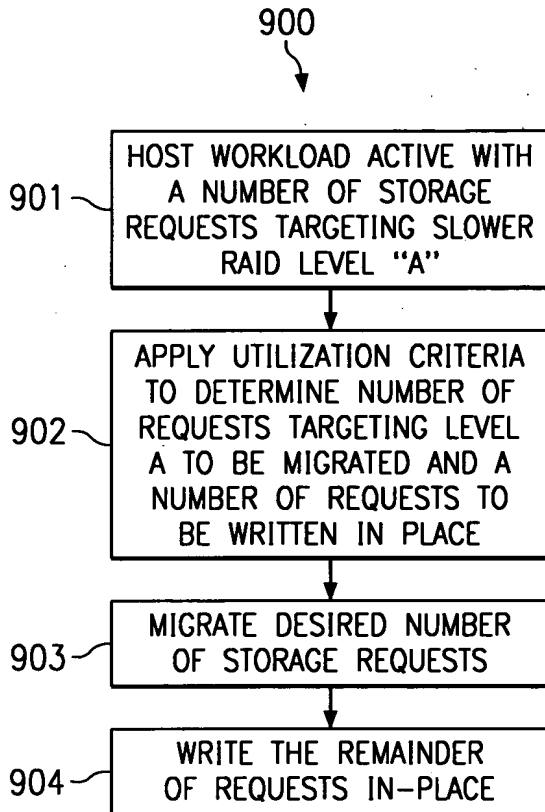 900
901
HOST WORKLOAD ACTIVE WITH
A NUMBER OF STORAGE
REQUESTS TARGETING SLOWER
RAID LEVEL “A”
902
APPLY UTILIZATION CRITERIA
TO DETERMINE NUMBER OF
REQUESTS TARGETING LEVEL
A TO BE MIGRATED AND A
NUMBER OF REQUESTS TO
BE WRITTEN IN PLACE
903
MIGRATE DESIRED NUMBER
OF STORAGE REQUESTS
904
WRITE THE REMAINDER
OF REQUESTS IN-PLACE